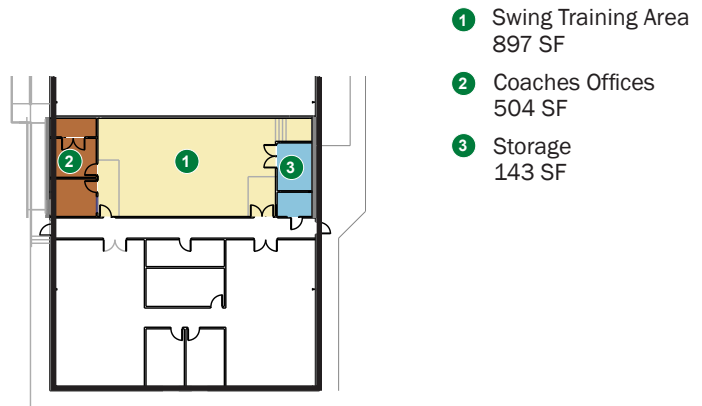 1 Swing Training Area
897 SF
2 Coaches Offices
504 SF
3 Storage
143 SF
2
1
3